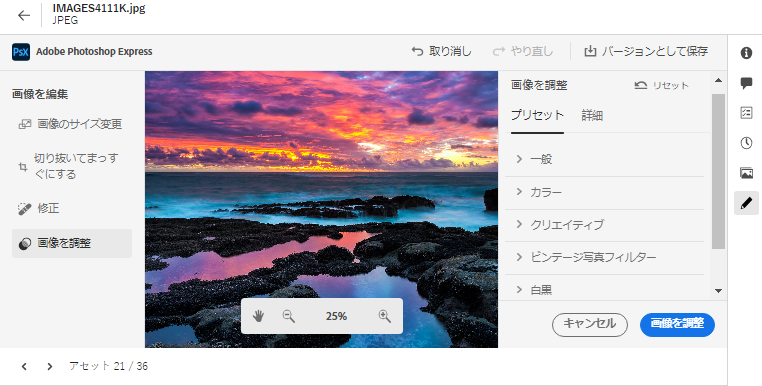 IMAGES4111K.jpg
JPEG
PsX Adobe Photoshop Express
取り消し
やり直し
バージョンとして保存
画像を編集
画像のサイズ変更
切り抜いてまっす
ぐにする
修正
画像を調整
25%
画像を調整
リセット
プリセット
詳細
一般
カラー
クリエイティブ
ビンテージ写真フィルター
白黒
キャンセル
画像を調整
アセット 21 / 36